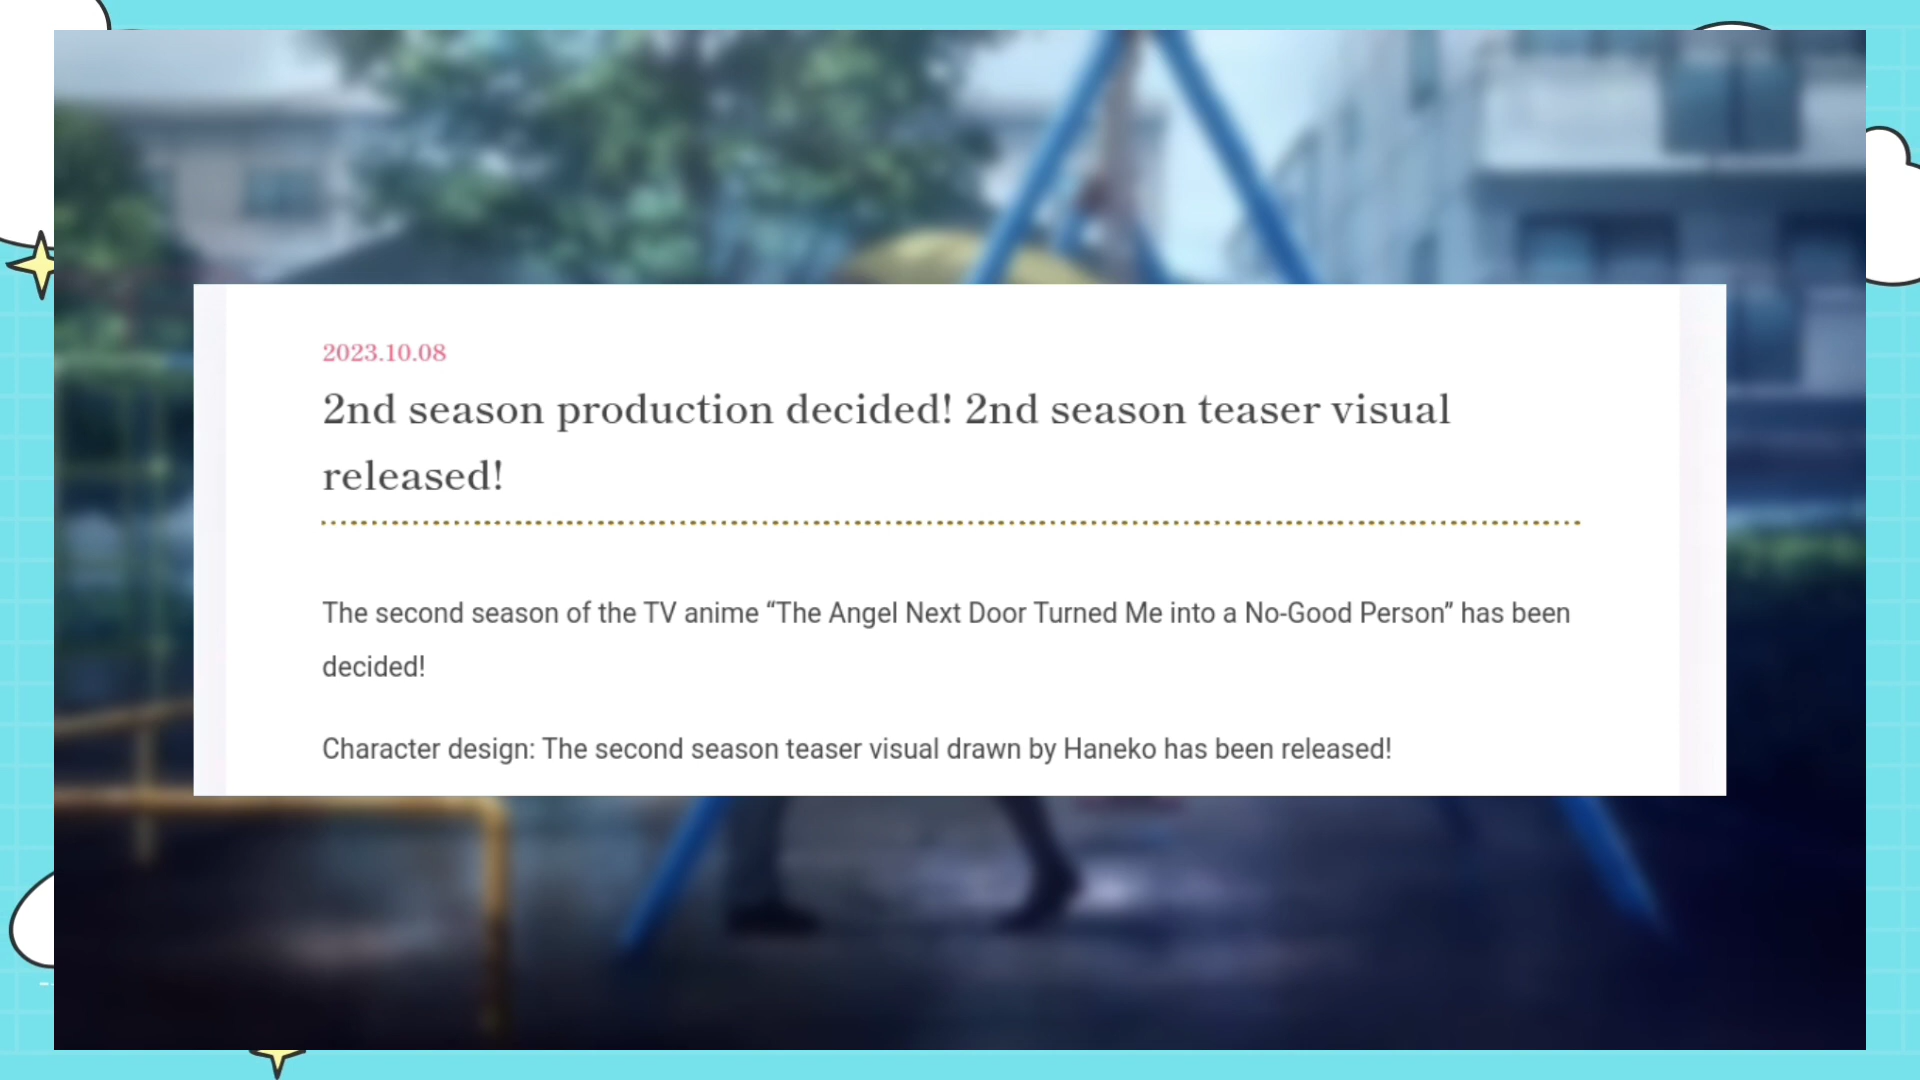 2023.10.08
2nd season production decided! 2nd season teaser visual
released!
The second season of the TV anime “The Angel Next Door Turned Me into a No-Good Person” has been
decided!
Character design: The second season teaser visual drawn by Haneko has been released!